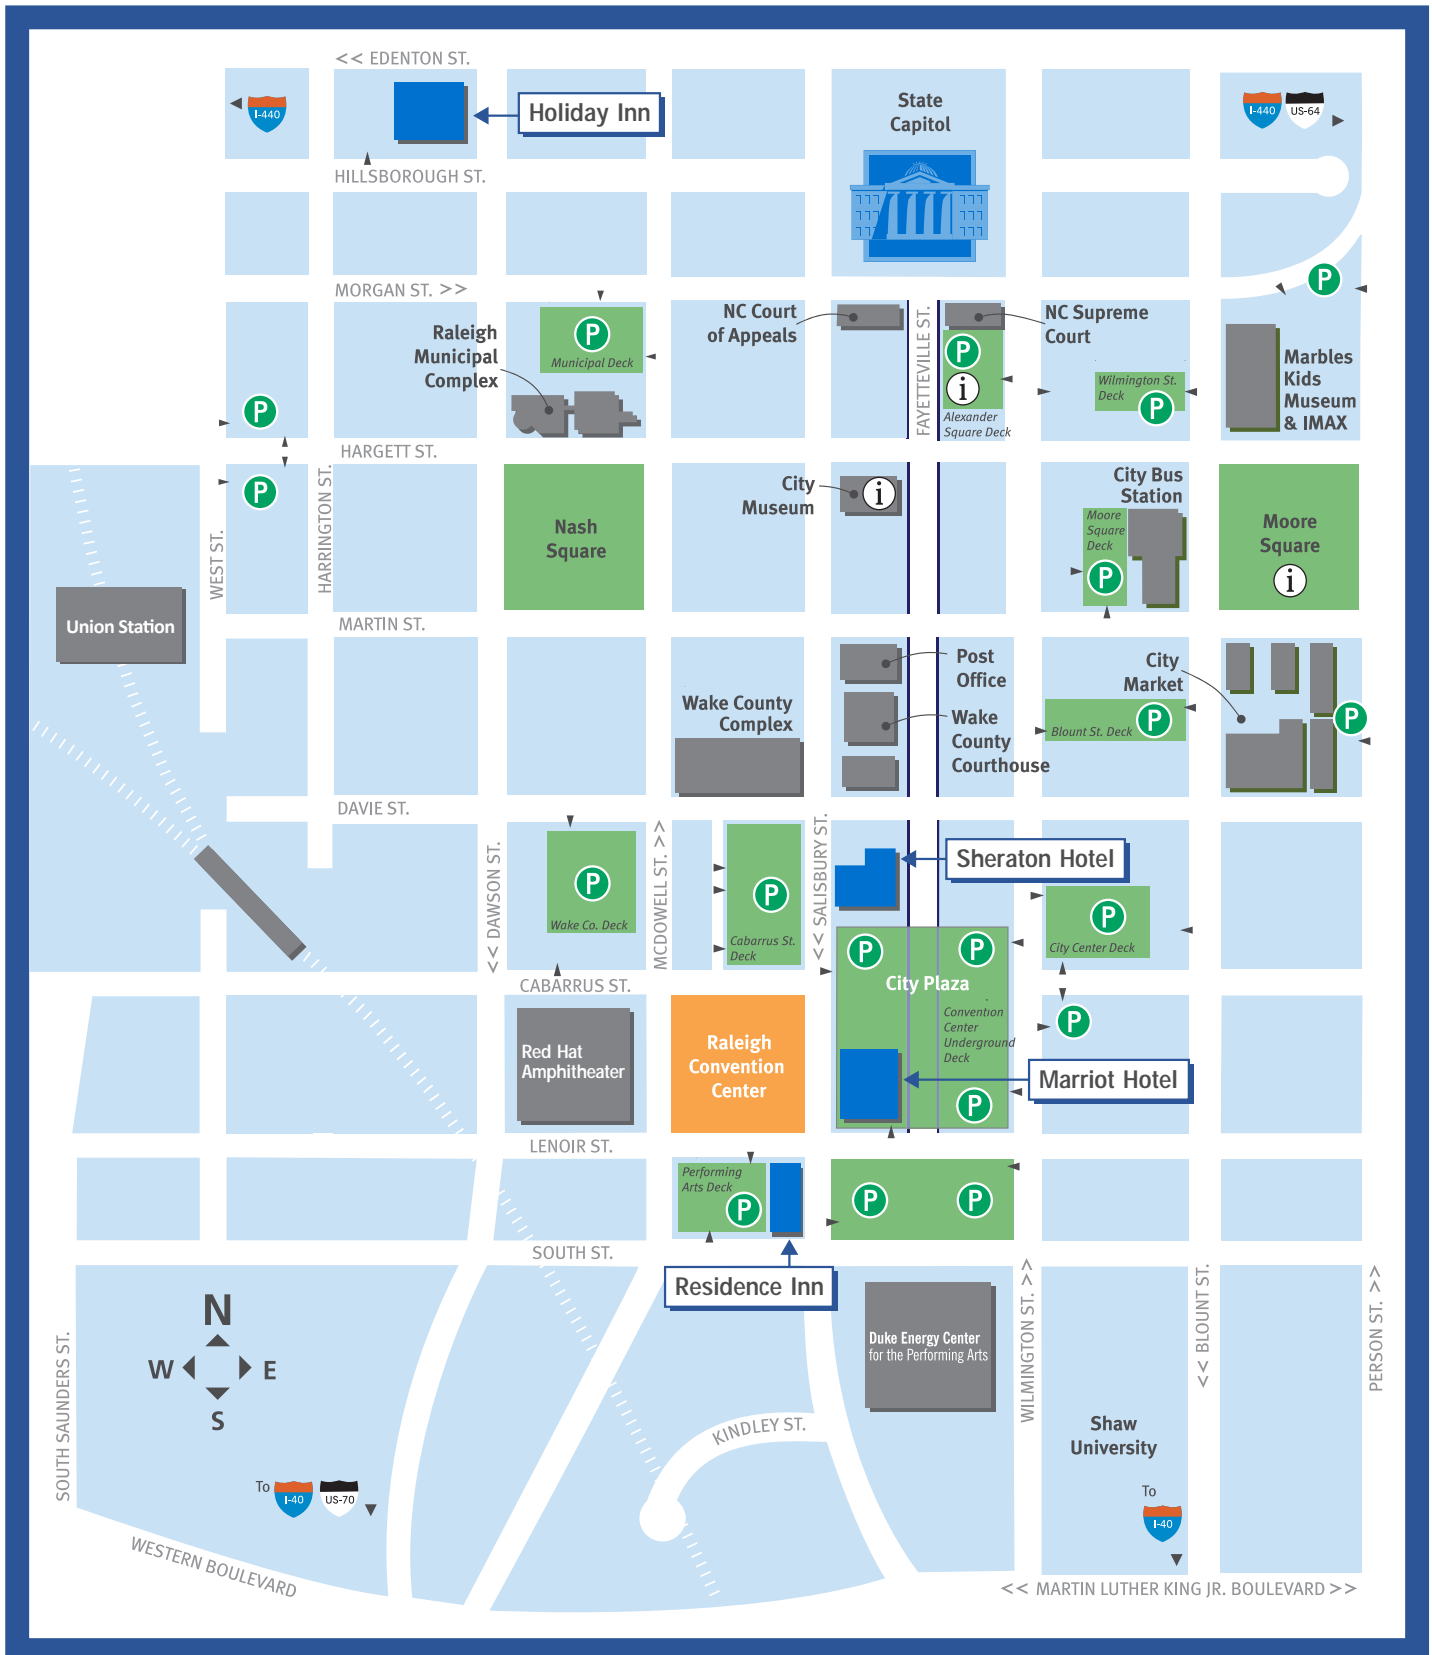 << EDENTON ST.
I-440
Holiday Inn
State
Capitol
I-440
US-64
HILLSBOROUGH ST.
MORGAN ST. >>
P
Raleigh
Municipal
Complex
P
Municipal Deck
NC Court
of Appeals
FAYETTEVILLE ST.
NC Supreme
Court
P
i
Alexander
Square Deck
Wilmington St.
Deck
P
Marbles
Kids
Museum
& IMAX
P
HARGETT ST.
P
WEST ST.
HARRINGTON ST.
Nash
Square
City
Museum
i
City Bus
Station
Moore
Square
Deck
P
Moore
Square
i
Union Station
MARTIN ST.
Post
Office
Wake County
Complex
Wake
County
Courthouse
City
Market
P
Blount St. Deck
P
DAVIE ST.
<< DAWSON ST.
P
Wake Co. Deck
MCDOWELL ST. >>
P
Cabarrus St.
Deck
<< SALISBURY ST.
Sheraton Hotel
P
City Center Deck
P
P
City Plaza
CABARRUS ST.
Convention
Center
Underground
Deck
P
Red Hat
Amphitheater
Raleigh
Convention
Center
Marriot Hotel
P
LENOIR ST.
Performing
Arts Deck
P
P
P
SOUTH ST.
Residence Inn
N
W
E
S
SOUTH SAUNDERS ST.
Duke Energy Center
for the Performing Arts
WILMINGTON ST. >>
<< BLOUNT ST.
PERSON ST. >>
KINDLEY ST.
Shaw
University
To
I-40
US-70
To
I-40
WESTERN BOULEVARD
<< MARTIN LUTHER KING JR. BOULEVARD >>